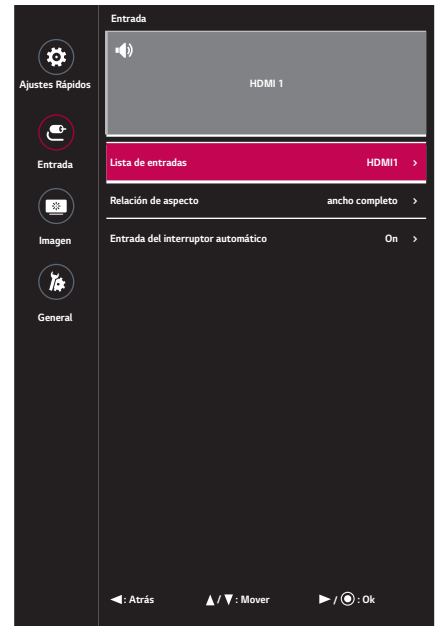 Entrada
Ajustes Rápidos
HDMI 1
Entrada
Lista de entradas HDMI1 >
Relación de aspecto ancho completo >
Imagen
Entrada del interruptor automático On >
General
◄: Atrás ▲/▼: Mover ►/◉: Ok